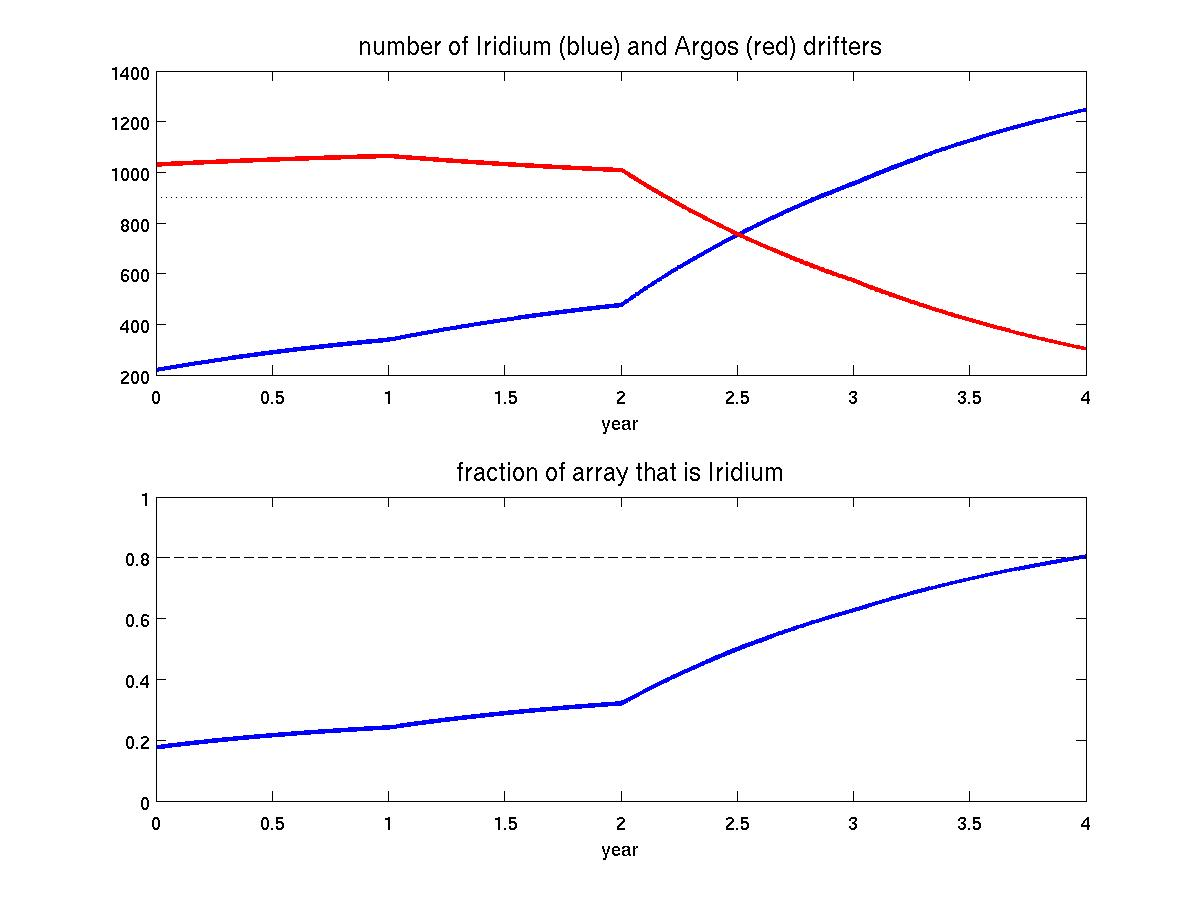 number of Iridium (blue) and Argos (red) drifters
1400
1200
1000
800
600
400
200
0 0.5 1 1.5 2 2.5 3 3.5 4
year
fraction of array that is Iridium
1
0.8
0.6
0.4
0.2
0
0 0.5 1 1.5 2 2.5 3 3.5 4
year